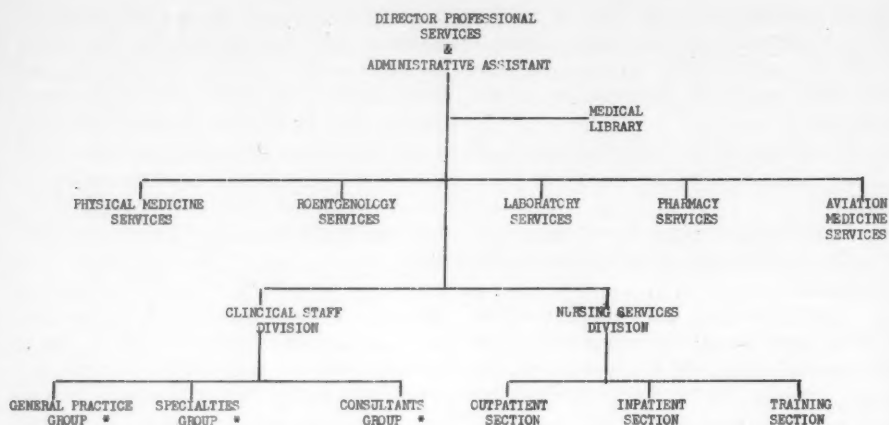 DIRECTOR PROFESSIONAL
SERVICES
&
ADMINISTRATIVE ASSISTANT
MEDICAL
LIBRARY
PHYSICAL MEDICINE
SERVICES
ROENTGENOLOGY
SERVICES
LABORATORY
SERVICES
PHARMACY
SERVICES
AVIATION
MEDICINE
SERVICES
CLINCICAL STAFF
DIVISION
NURSING SERVICES
DIVISION
GENERAL PRACTICE
GROUP *
SPECIALTIES
GROUP *
CONSULTANTS
GROUP *
OUTPATIENT
SECTION
INPATIENT
SECTION
TRAINING
SECTION